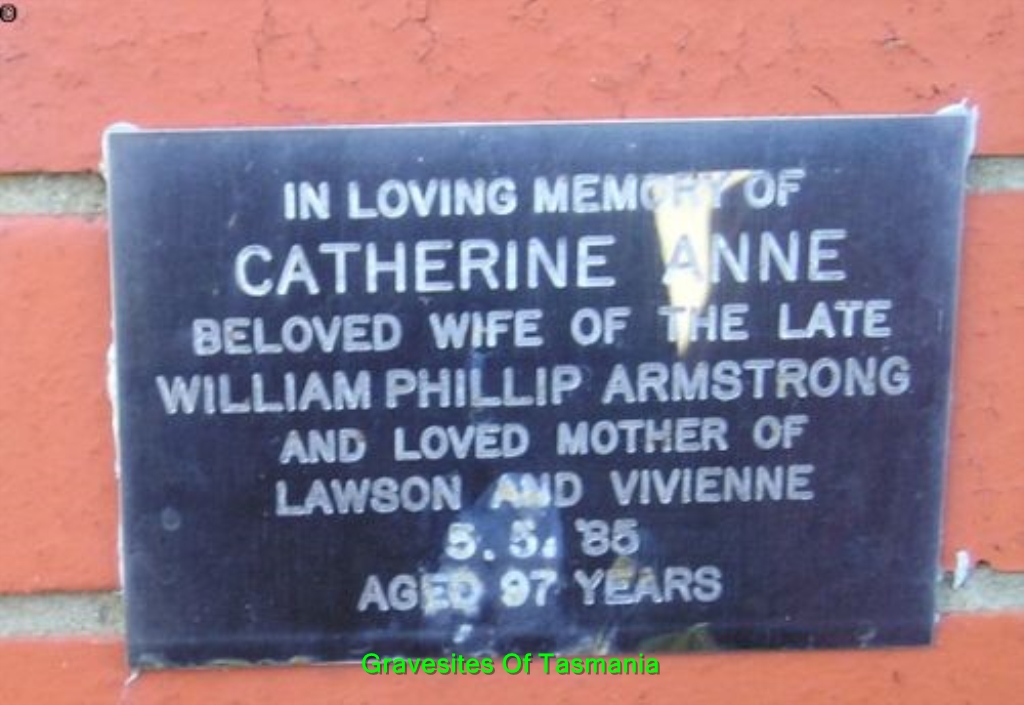 IN LOVING MEMORY OF
CATHERINE ANNE
BELOVED WIFE OF THE LATE
WILLIAM PHILLIP ARMSTRONG
AND LOVED MOTHER OF
LAWSON AND VIVIENNE
5. 5. '85
AGED 97 YEARS
Gravesites Of Tasmania